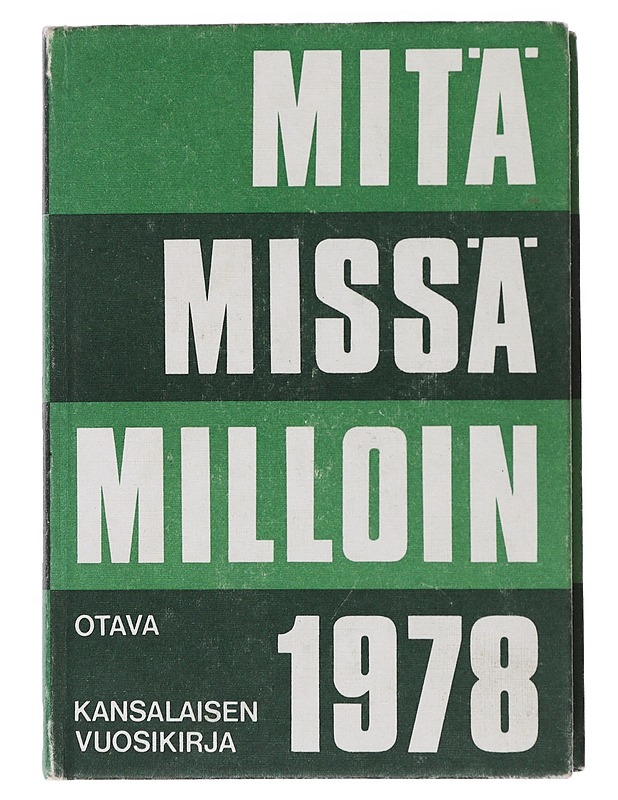 MITÄ
MISSÄ
MILLOIN
1978
OTAVA
KANSALAISEN
VUOSIKIRJA